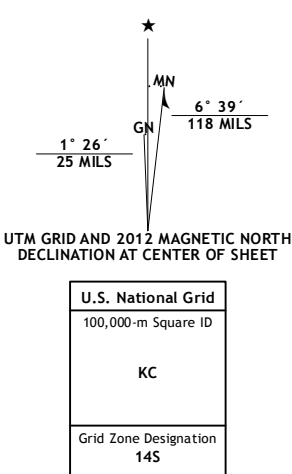 ★
MN
6° 39´
118 MILS
GN
1° 26´
25 MILS
UTM GRID AND 2012 MAGNETIC NORTH
DECLINATION AT CENTER OF SHEET
U.S. National Grid
100,000-m Square ID
KC
Grid Zone Designation
14S